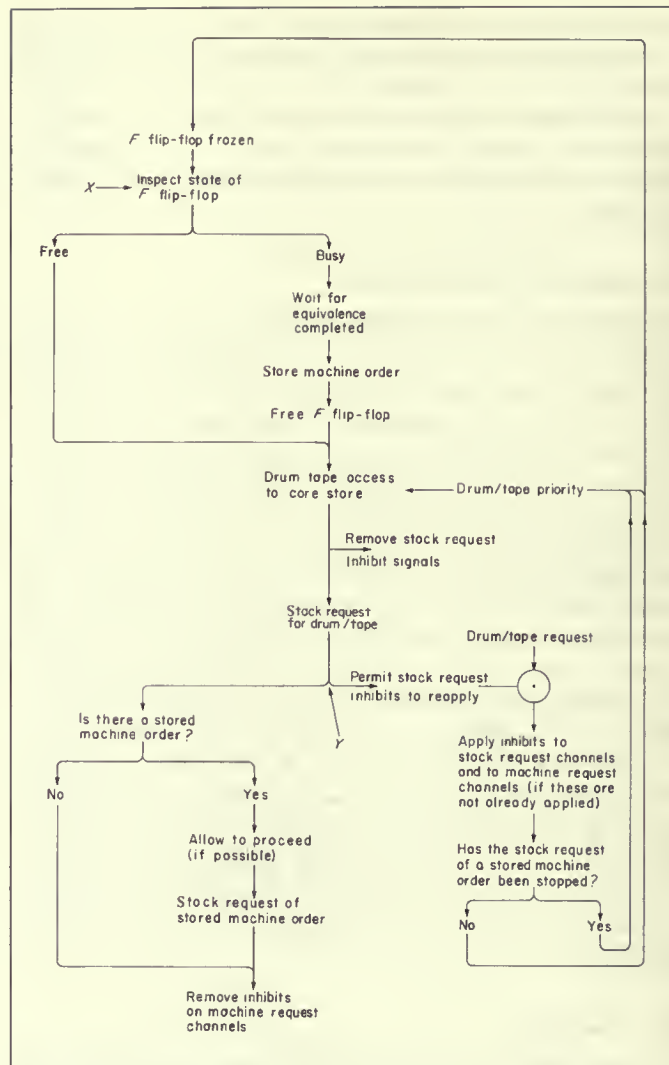 F flip-flop frozen
X
Inspect state of
F flip-flop
Free
Busy
Wait for
equivalence
completed
Store machine order
Free F flip-flop
Drum tape access
to core store
Drum/tape priority
Remove stock request
Inhibit signals
Stock request
for drum/tape
Drum/tape request
Permit stock request
inhibits to reapply
Y
Is there a stored
machine order?
No
Yes
Allow to proceed
(if possible)
Stock request of
stored machine order
Remove inhibits
on machine request
channels
Apply inhibits to
stock request channels
and to machine request
channels (if these are
not already applied)
Has the stock request
of a stored machine
order been stopped?
No
Yes